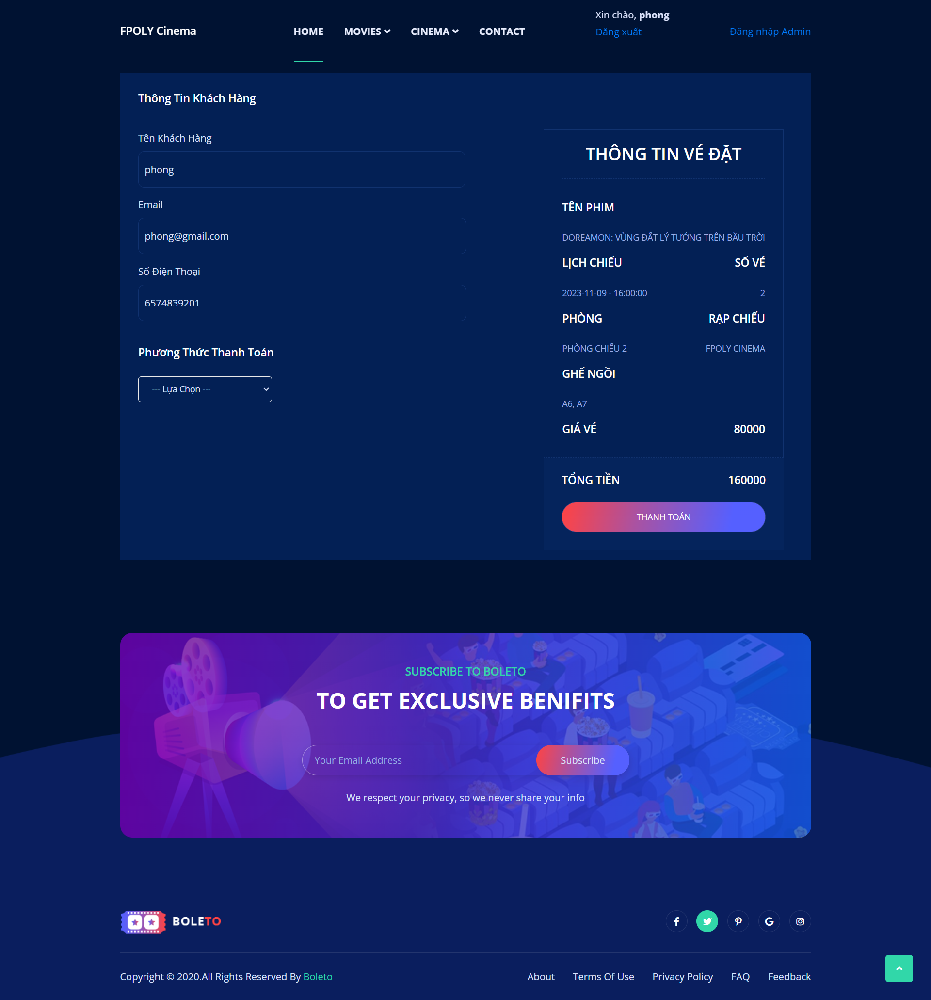 FPOLY Cinema
HOME
MOVIES
CINEMA
CONTACT
Xin chào, phong
Đăng xuất
Đăng nhập Admin
Thông Tin Khách Hàng
Tên Khách Hàng
phong
Email
phong@gmail.com
Số Điện Thoại
6574839201
Phương Thức Thanh Toán
--- Lựa Chọn ---
THÔNG TIN VÉ ĐẶT
TÊN PHIM
DOREAMON: VÙNG ĐẤT LÝ TƯỞNG TRÊN BẦU TRỜI
LỊCH CHIẾU SỐ VÉ
2023-11-09 - 16:00:00 2
PHÒNG RẠP CHIẾU
PHÒNG CHIẾU 2 FPOLY CINEMA
GHẾ NGỒI
A6, A7
GIÁ VÉ 80000
TỔNG TIỀN 160000
THANH TOÁN
SUBSCRIBE TO BOLETO
TO GET EXCLUSIVE BENIFITS
Your Email Address
Subscribe
We respect your privacy, so we never share your info
BOLETO
Copyright © 2020.All Rights Reserved By Boleto
About
Terms Of Use
Privacy Policy
FAQ
Feedback